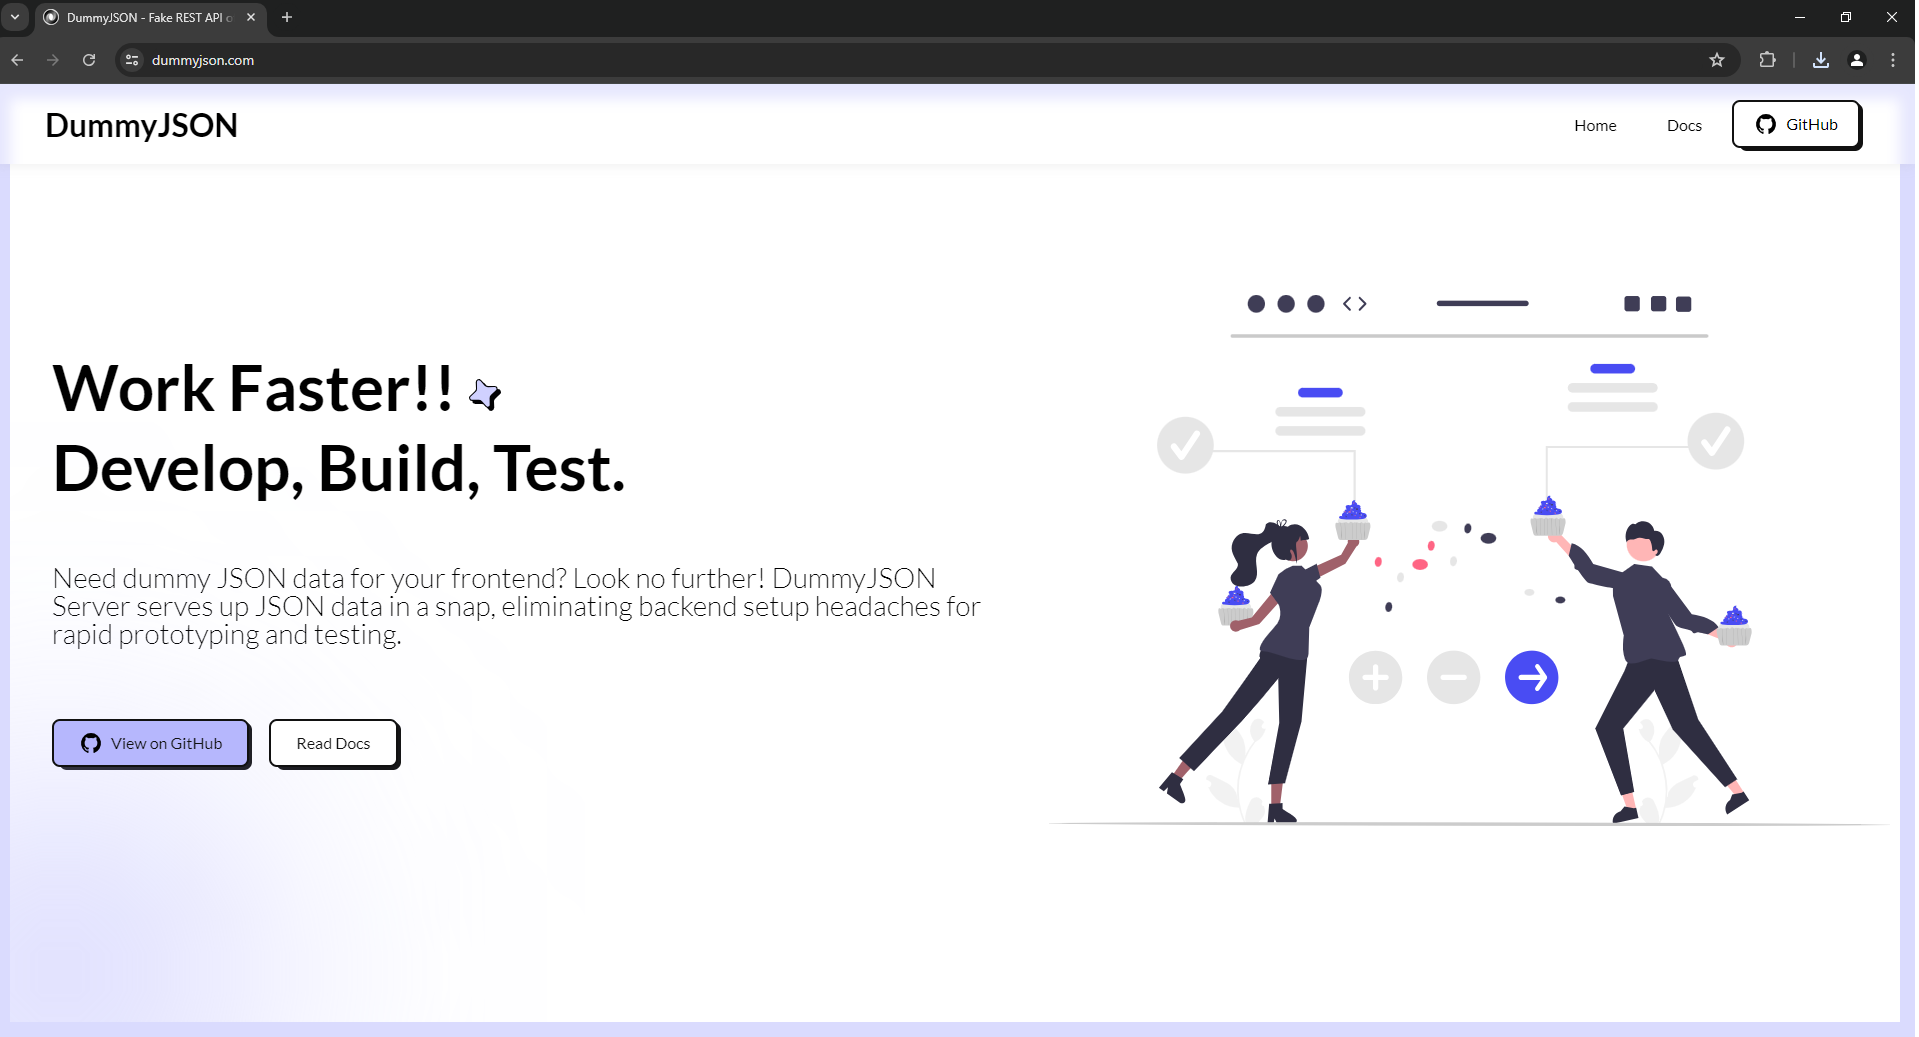 DummyJSON - Fake REST API o
dummyjson.com
DummyJSON
Home
Docs
GitHub
Work Faster!!
Develop, Build, Test.
Need dummy JSON data for your frontend? Look no further! DummyJSON
Server serves up JSON data in a snap, eliminating backend setup headaches for
rapid prototyping and testing.
View on GitHub
Read Docs